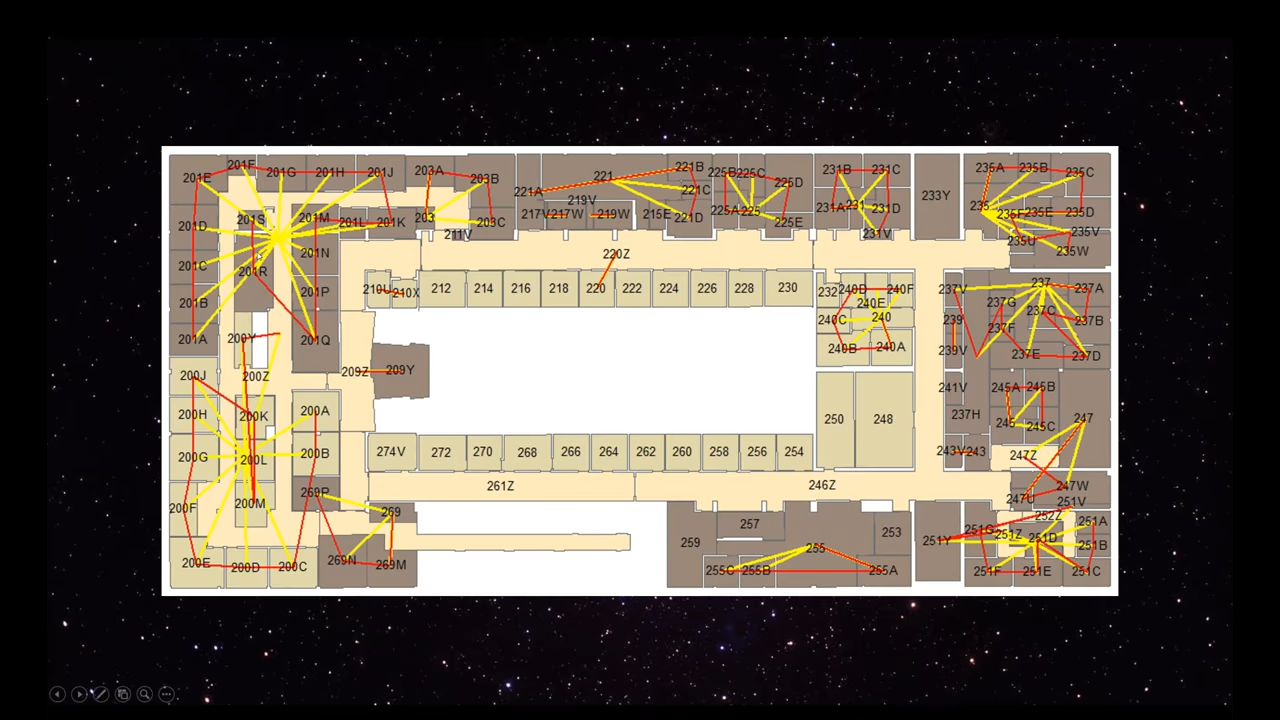 201E 201F 201G 201H 201J 203A 203B
221A 221 221B 221C 225B 225C 225D
231B 231C 233Y 235A 235B 235C
201D 201S 201M 201L 201K 203 203C 211V
217V 217W 219V 219W 215E 221D 225A 225 225E
231A 231 231D 231V 235 235F 235E 235D 235V 235U 235W
201C 201R 201N 220Z
201B 201P 210U 210X 212 214 216 218 220 222 224 226 228 230
232 240D 240F 240E 240C 240 240B 240A
237V 237 237A 237G 237C 237B 239 237F 239V 237E 237D
201A 200Y 201Q
200J 200Z 209Z 209Y
200H 200K 200A 250 248
241V 245A 245B 237H 245 245C 247
200G 200L 200B
274V 272 270 268 266 264 262 260 258 256 254
243V 243 247Z
200F 200M 269P 269 261Z 246Z 247U 247W 251V
259 257 253 251Y 251G 251Z 252Z 251D 251A 251B
200E 200D 200C 269N 269M
255C 255B 255 255A 251F 251E 251C